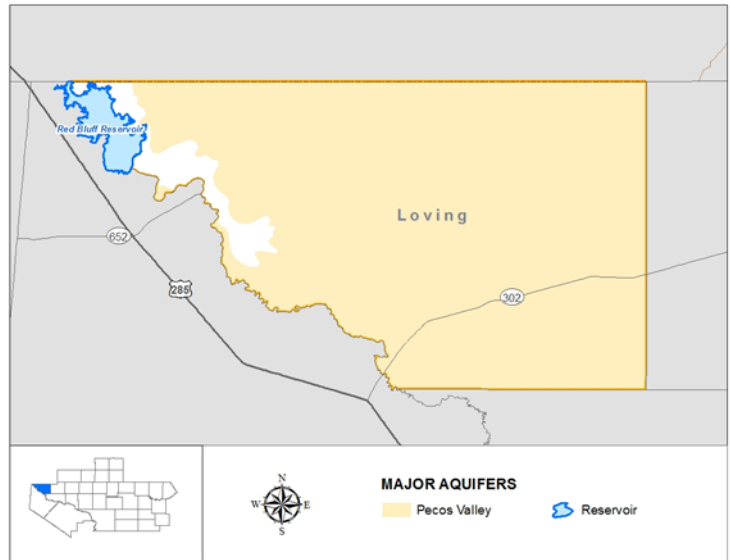 Red Bluff Reservoir
Loving
652
285
302
N
W E
S
MAJOR AQUIFERS
Pecos Valley
Reservoir